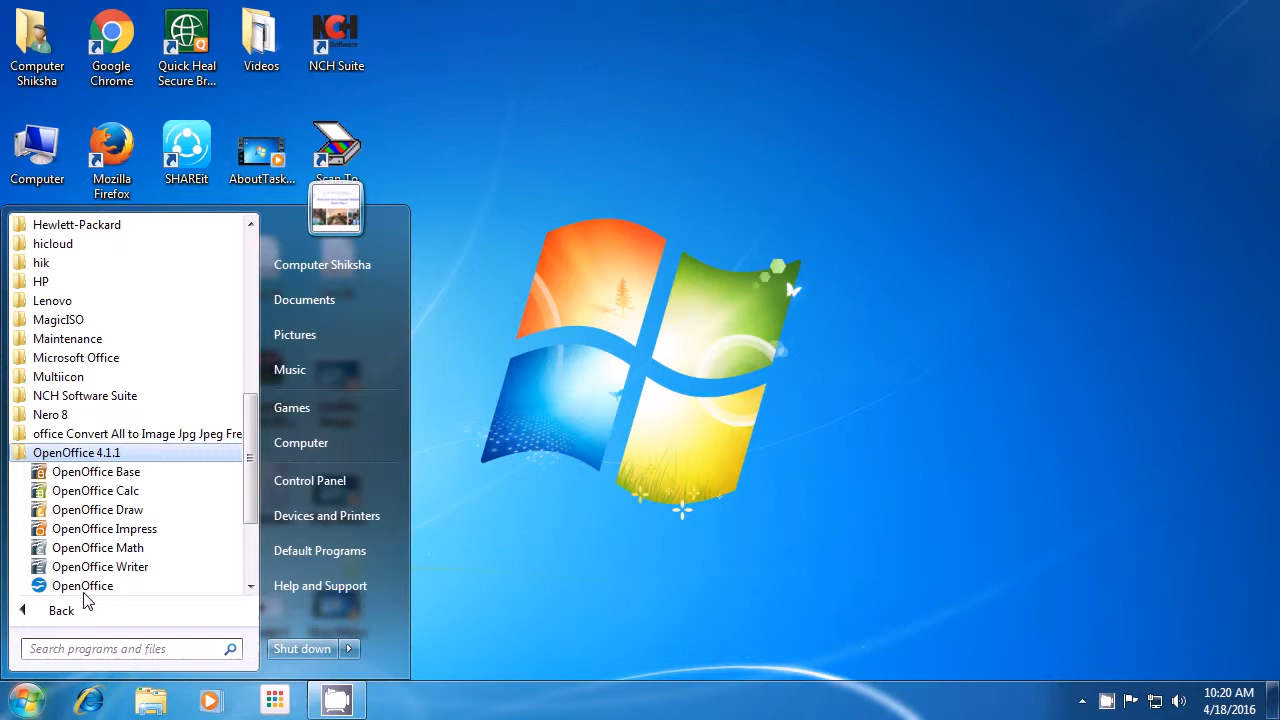 Computer
Shiksha
Google
Chrome
Quick Heal
Secure Br...
Videos
NCH
Software
NCH Suite
Computer
Mozilla
Firefox
SHAREit
AboutTask...
Scan To
Hewlett-Packard
hicloud
hik
HP
Lenovo
MagicISO
Maintenance
Microsoft Office
Multiicon
NCH Software Suite
Nero 8
office Convert All to Image Jpg Jpeg Fre
OpenOffice 4.1.1
OpenOffice Base
OpenOffice Calc
OpenOffice Draw
OpenOffice Impress
OpenOffice Math
OpenOffice Writer
OpenOffice
Back
Search programs and files
Computer Shiksha
Documents
Pictures
Music
Games
Computer
Control Panel
Devices and Printers
Default Programs
Help and Support
Shut down
10:20 AM
4/18/2016